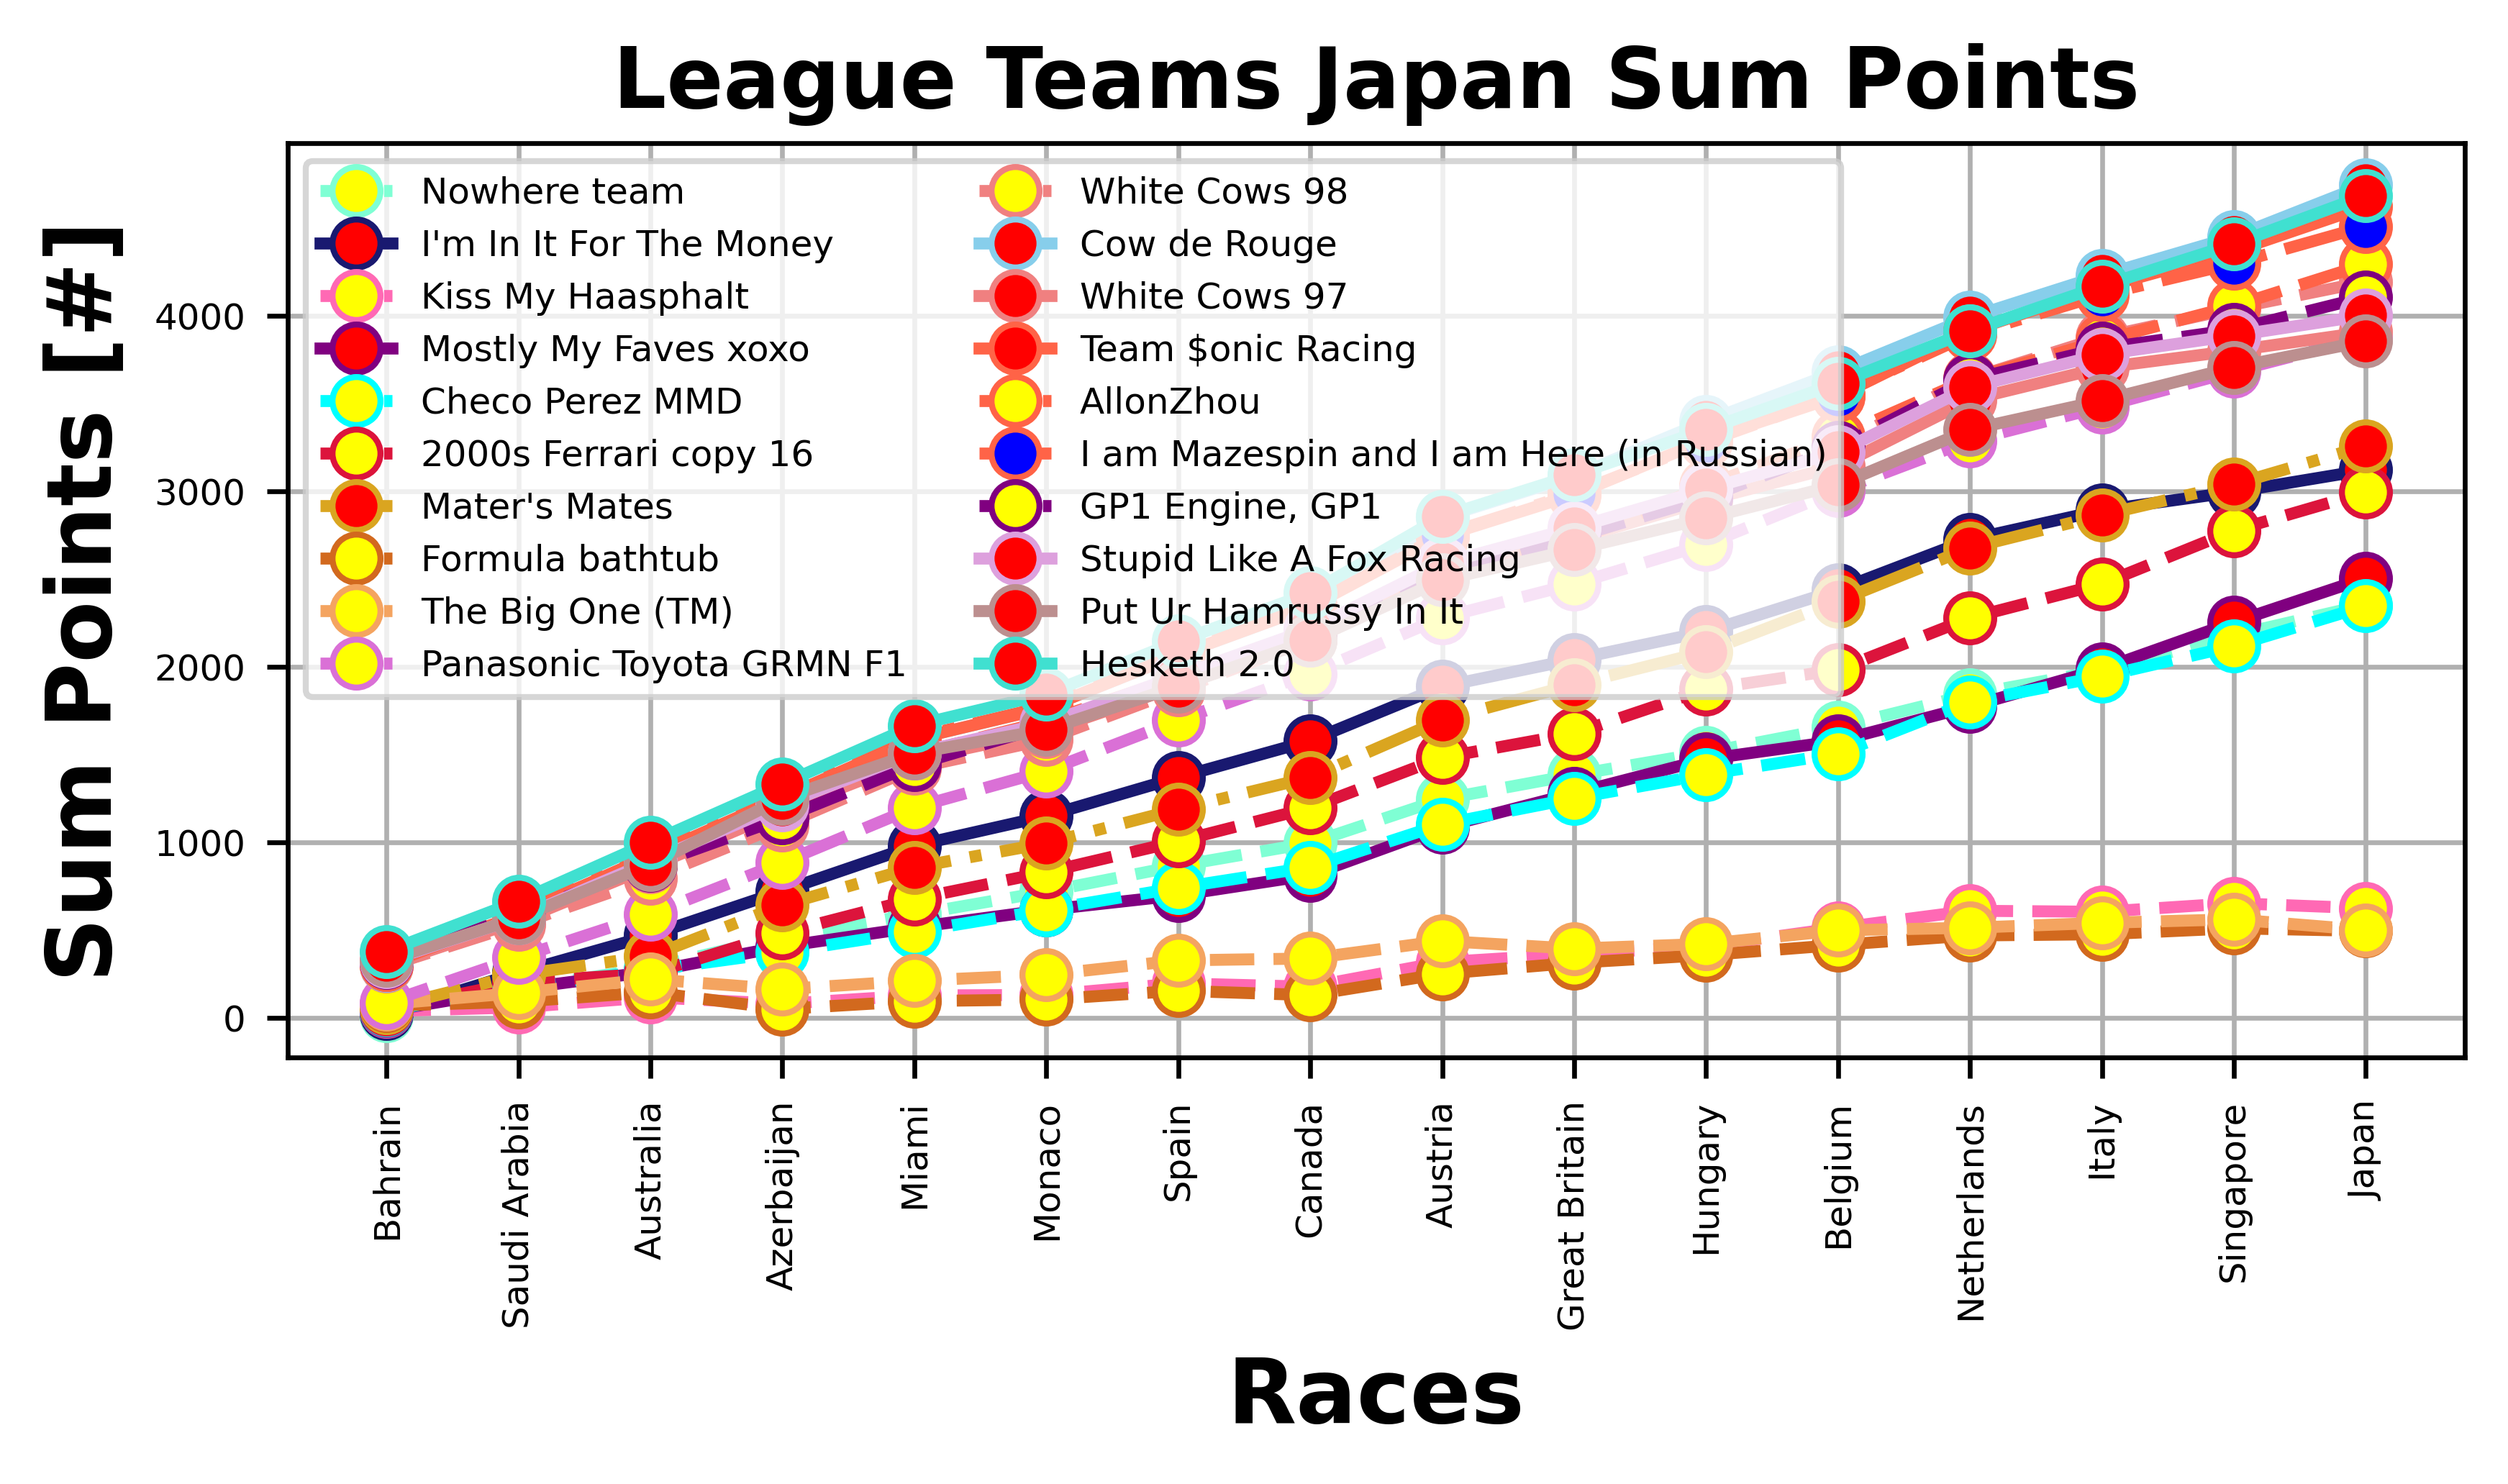 League Teams Japan Sum Points
Sum Points [#]
4000
3000
2000
1000
0
Nowhere team
I'm In It For The Money
Kiss My Haasphalt
Mostly My Faves xoxo
Checo Perez MMD
2000s Ferrari copy 16
Mater's Mates
Formula bathtub
The Big One (TM)
Panasonic Toyota GRMN F1
White Cows 98
Cow de Rouge
White Cows 97
Team $onic Racing
AllonZhou
I am Mazespin and I am Here (in Russian)
GP1 Engine, GP1
Stupid Like A Fox Racing
Put Ur Hamrussy In It
Hesketh 2.0
Bahrain
Saudi Arabia
Australia
Azerbaijan
Miami
Monaco
Spain
Canada
Austria
Great Britain
Hungary
Belgium
Netherlands
Italy
Singapore
Japan
Races